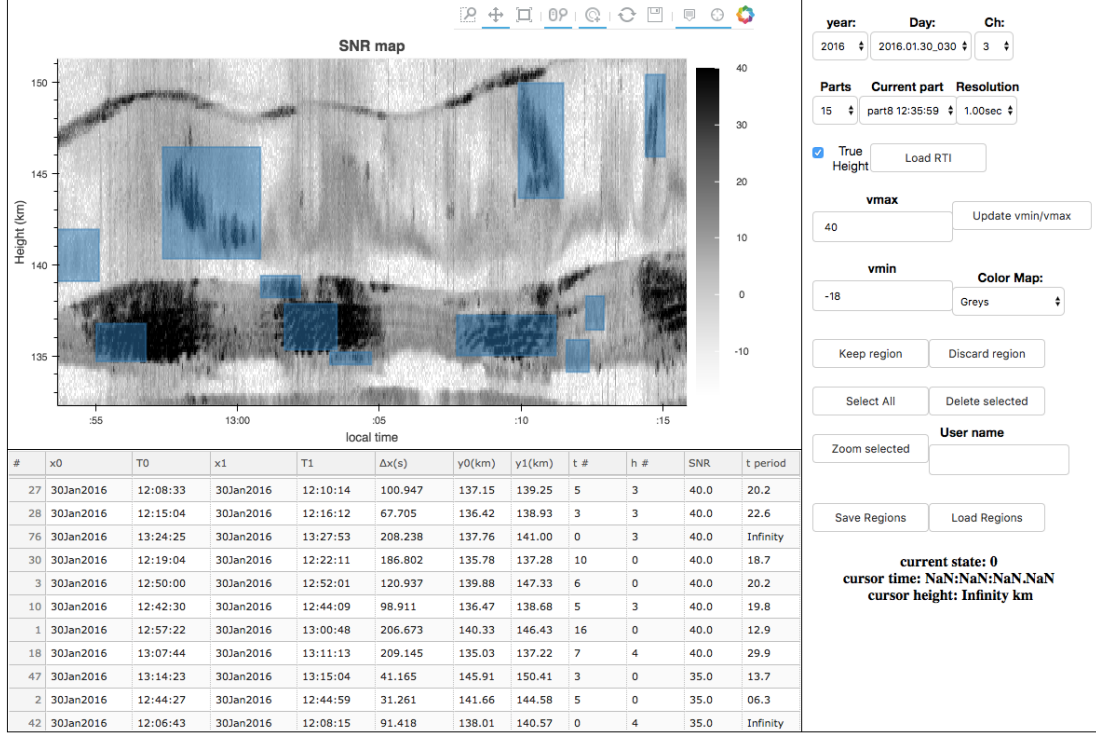 SNR map
150
145
140
135
Height (km)
:55
13:00
:05
:10
:15
local time
40
30
20
10
0
-10
year: Day: Ch:
2016 2016.01.30_030 3
Parts Current part Resolution
15 part8 12:35:59 1.00sec
True Height Load RTI
vmax
40 Update vmin/vmax
vmin Color Map:
-18 Greys
Keep region Discard region
Select All Delete selected
User name
Zoom selected
Save Regions Load Regions
current state: 0
cursor time: NaN:NaN:NaN.NaN
cursor height: Infinity km
# x0 T0 x1 T1 Δx(s) y0(km) y1(km) t # h # SNR t period
27 30Jan2016 12:08:33 30Jan2016 12:10:14 100.947 137.15 139.25 5 3 40.0 20.2
28 30Jan2016 12:15:04 30Jan2016 12:16:12 67.705 136.42 138.93 3 3 40.0 22.6
76 30Jan2016 13:24:25 30Jan2016 13:27:53 208.238 137.76 141.00 0 3 40.0 Infinity
30 30Jan2016 12:19:04 30Jan2016 12:22:11 186.802 135.78 137.28 10 0 40.0 18.7
3 30Jan2016 12:50:00 30Jan2016 12:52:01 120.937 139.88 147.33 6 0 40.0 20.2
10 30Jan2016 12:42:30 30Jan2016 12:44:09 98.911 136.47 138.68 5 3 40.0 19.8
1 30Jan2016 12:57:22 30Jan2016 13:00:48 206.673 140.33 146.43 16 0 40.0 12.9
18 30Jan2016 13:07:44 30Jan2016 13:11:13 209.145 135.03 137.22 7 4 40.0 29.9
47 30Jan2016 13:14:23 30Jan2016 13:15:04 41.165 145.91 150.41 3 0 35.0 13.7
2 30Jan2016 12:44:27 30Jan2016 12:44:59 31.261 141.66 144.58 5 0 35.0 06.3
42 30Jan2016 12:06:43 30Jan2016 12:08:15 91.418 138.01 140.57 0 4 35.0 Infinity